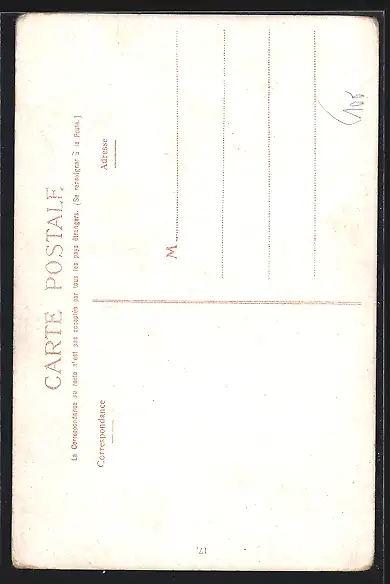 CARTE POSTALE
La Correspondance au recto n'est pas acceptée par tous les pays étrangers. (Se renseigner à la Poste.)
Correspondance
Adresse
M
17.